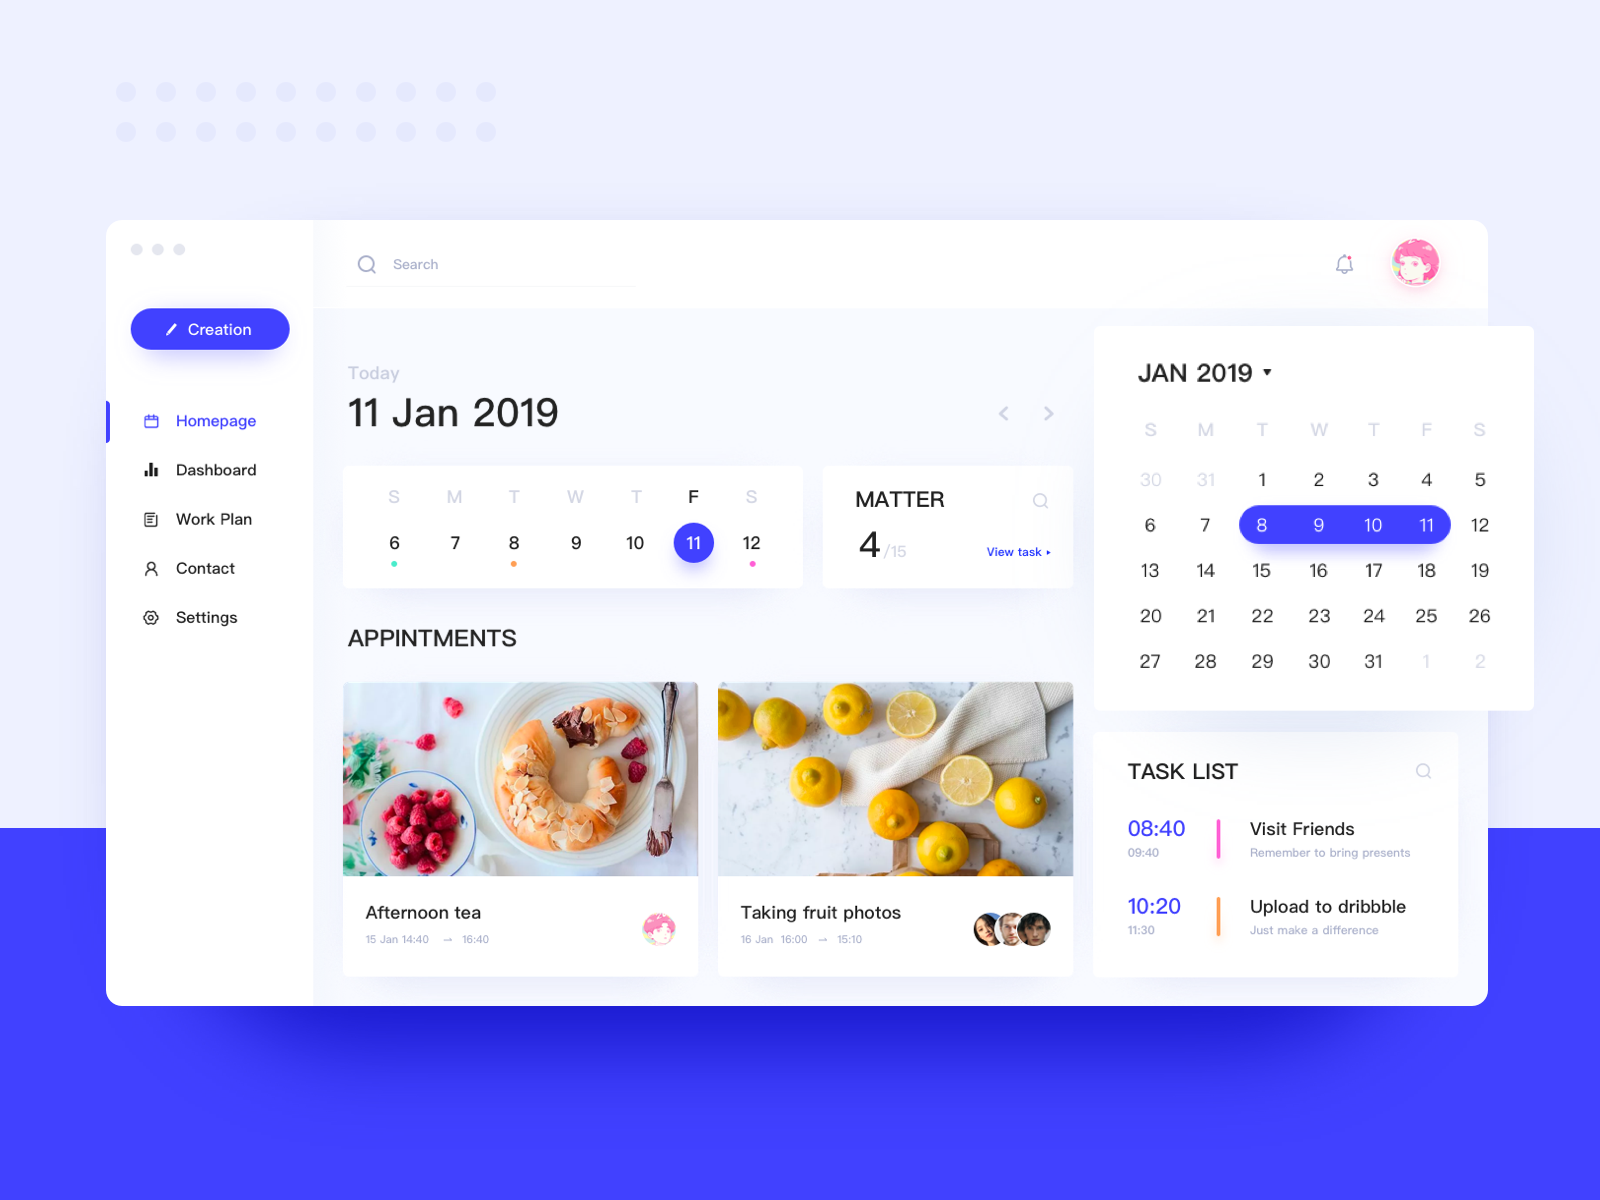 Search
Creation
Homepage
Dashboard
Work Plan
Contact
Settings
Today
11 Jan 2019
S M T W T F S
6 7 8 9 10 11 12
MATTER
4/15
View task
APPINTMENTS
Afternoon tea
15 Jan 14:40 → 16:40
Taking fruit photos
16 Jan 16:00 → 15:10
JAN 2019
S M T W T F S
30 31 1 2 3 4 5
6 7 8 9 10 11 12
13 14 15 16 17 18 19
20 21 22 23 24 25 26
27 28 29 30 31 1 2
TASK LIST
08:40 Visit Friends
09:40 Remember to bring presents
10:20 Upload to dribbble
11:30 Just make a difference